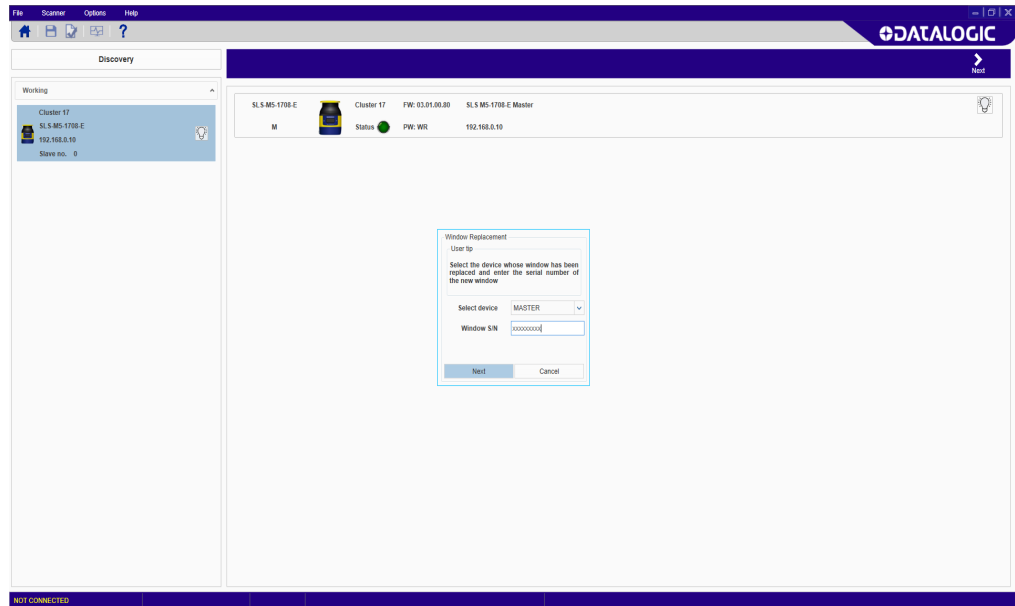 File Scanner Options Help
DATALOGIC
Discovery
Next
Working
Cluster 17
SLS-M5-1708-E
192.168.0.10
Slave no. 0
SLS-M5-1708-E Cluster 17 FW: 03.01.00.80 SLS M5-1708-E Master
M Status PW: WR 192.168.0.10
Window Replacement
User tip
Select the device whose window has been
replaced and enter the serial number of
the new window
Select device MASTER
Window S/N xxxxxxxxx
Next Cancel
NOT CONNECTED